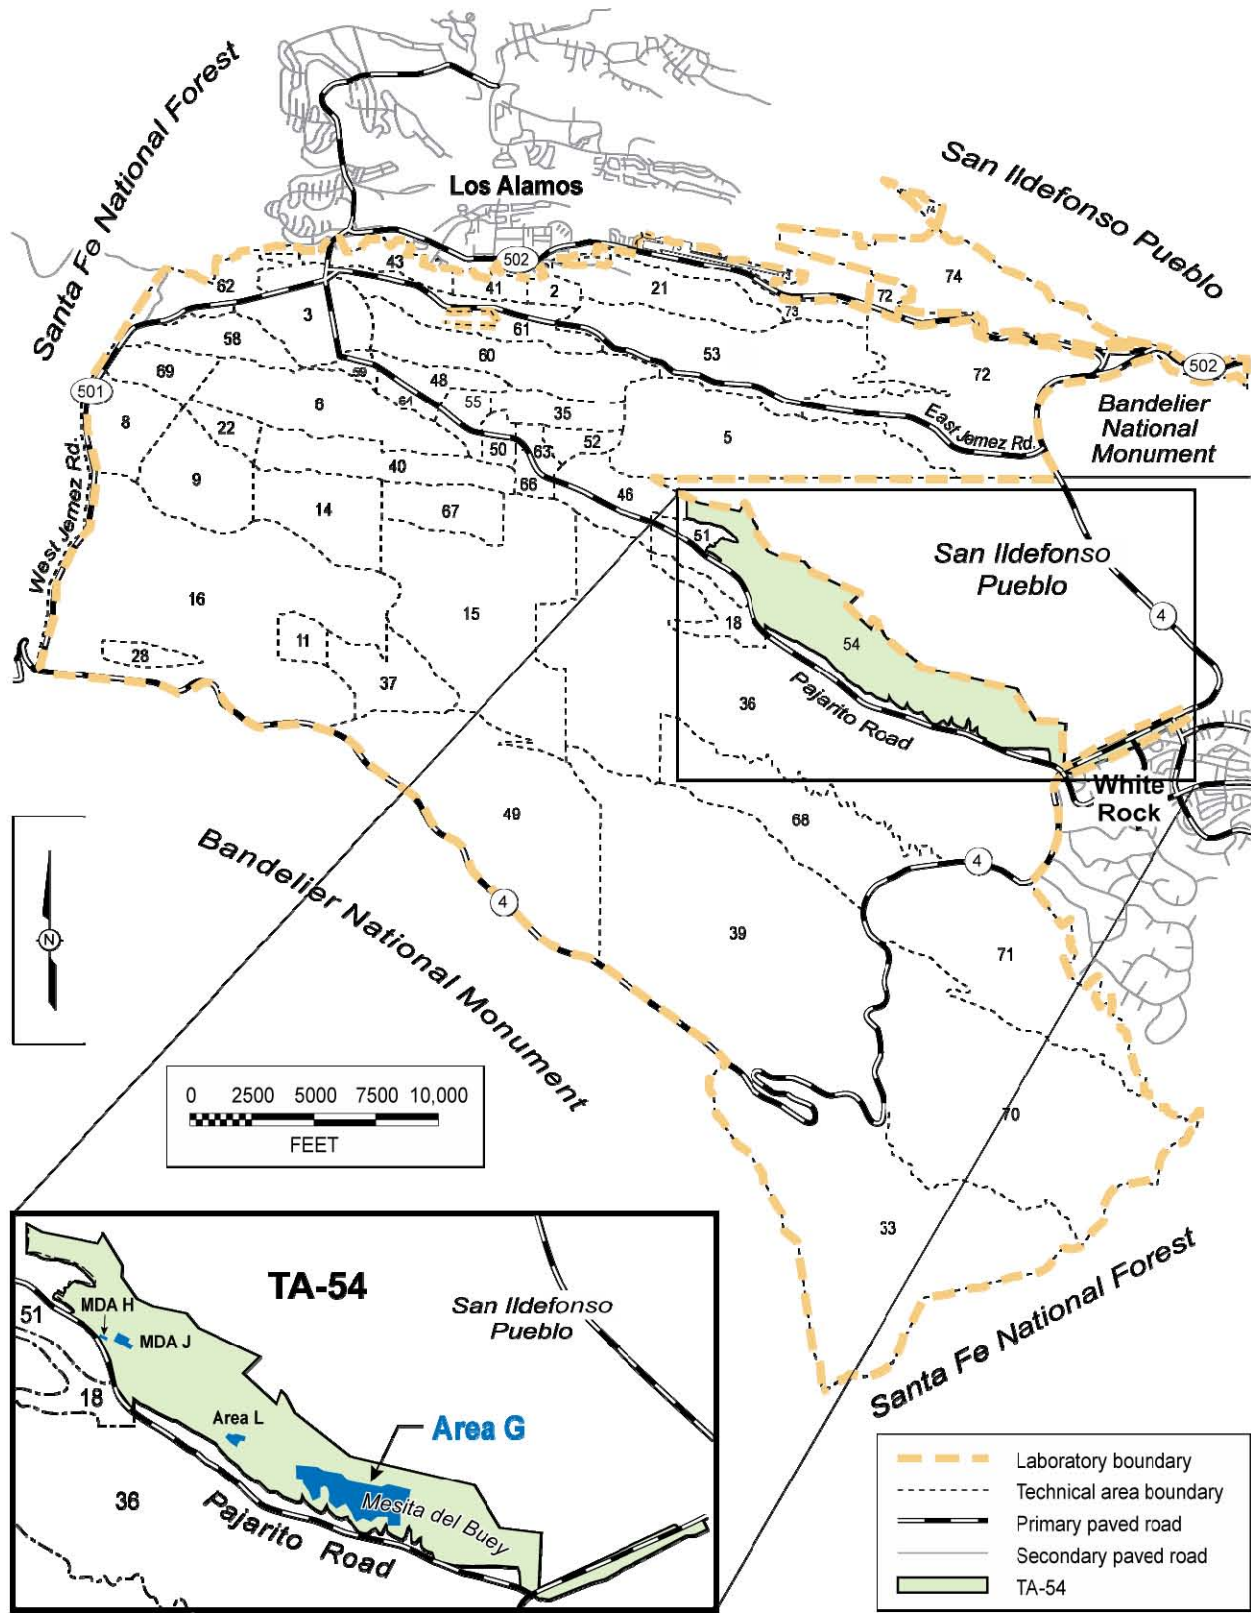 Santa Fe National Forest
San Ildefonso Pueblo
Los Alamos
502
43
62
41
2
21
74
74
72
73
3
61
58
60
53
72
502
69
59
48
501
6
64
55
35
8
22
East Jemez Rd.
Bandelier
National
Monument
50
63
52
5
40
9
66
46
14
67
51
West Jemez Rd
San Ildefonso
Pueblo
16
15
4
18
11
54
28
37
36
Pajarito Road
White
Rock
49
68
Bandelier National Monument
4
4
N
39
71
0 2500 5000 7500 10,000
FEET
70
33
Santa Fe National Forest
TA-54
MDA H
San Ildefonso
Pueblo
51
MDA J
18
Area L
Area G
36
Mesita del Buey
Pajarito Road
Laboratory boundary
Technical area boundary
Primary paved road
Secondary paved road
TA-54